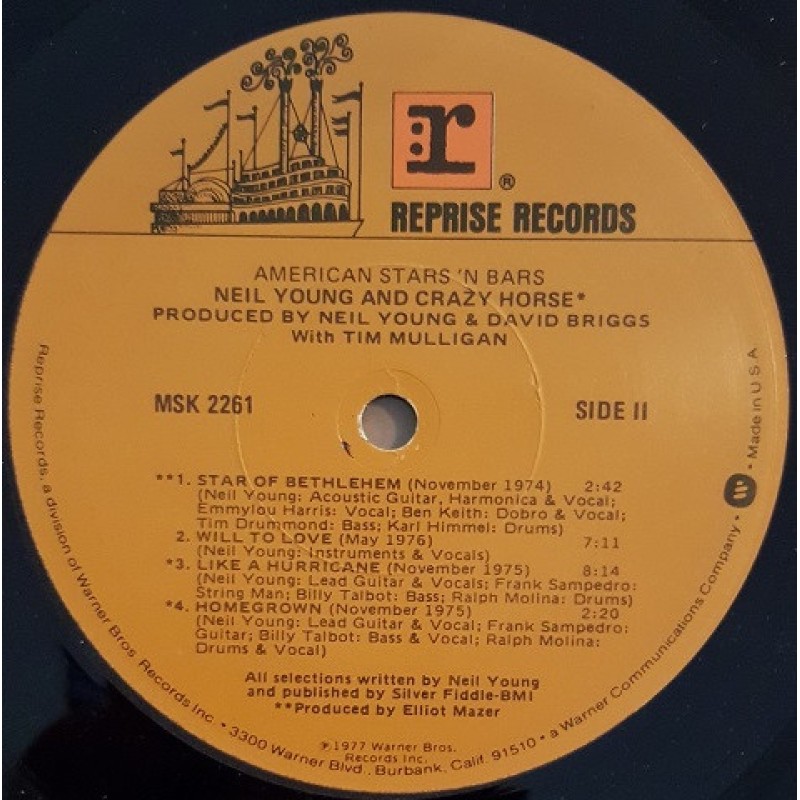 r
®
REPRISE RECORDS
AMERICAN STARS 'N BARS
NEIL YOUNG AND CRAZY HORSE*
PRODUCED BY NEIL YOUNG & DAVID BRIGGS
With TIM MULLIGAN
MSK 2261
SIDE II
**1. STAR OF BETHLEHEM (November 1974) 2:42
(Neil Young: Acoustic Guitar, Harmonica & Vocal;
Emmylou Harris: Vocal; Ben Keith: Dobro & Vocal;
Tim Drummond: Bass; Karl Himmel: Drums)
2. WILL TO LOVE (May 1976) 7:11
(Neil Young: Instruments & Vocals)
*3. LIKE A HURRICANE (November 1975) 8:14
(Neil Young: Lead Guitar & Vocals; Frank Sampedro:
String Man; Billy Talbot: Bass; Ralph Molina: Drums)
*4. HOMEGROWN (November 1975) 2:20
(Neil Young: Lead Guitar & Vocal; Frank Sampedro:
Guitar; Billy Talbot: Bass & Vocal; Ralph Molina:
Drums & Vocal)
All selections written by Neil Young
and published by Silver Fiddle-BMI
**Produced by Elliot Mazer
℗ 1977 Warner Bros.
Records Inc.
Reprise Records, a division of Warner Bros. Records Inc. • 3300 Warner Blvd., Burbank, Calif. 91510 • a Warner Communications Company • Made in U.S.A.